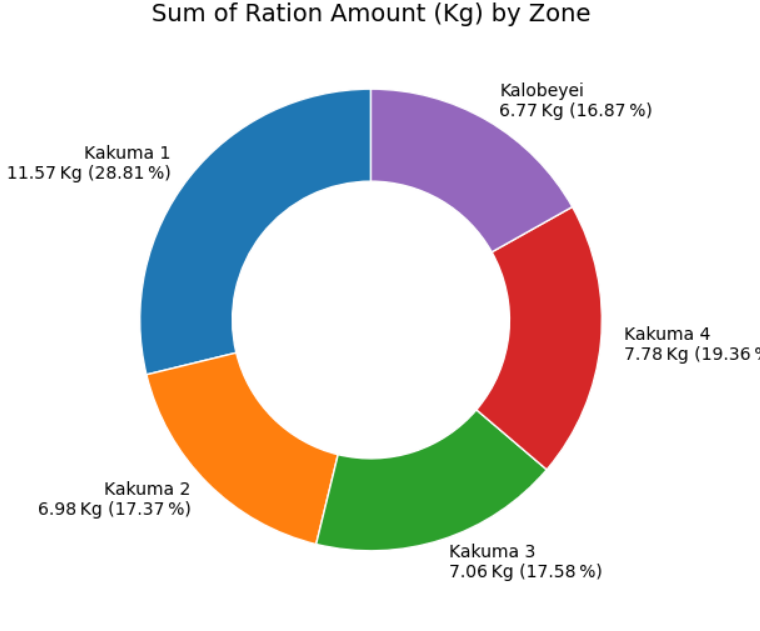 Sum of Ration Amount (Kg) by Zone
Kalobeyei
6.77 Kg (16.87 %)
Kakuma 1
11.57 Kg (28.81 %)
Kakuma 4
7.78 Kg (19.36 %
Kakuma 2
6.98 Kg (17.37 %)
Kakuma 3
7.06 Kg (17.58 %)